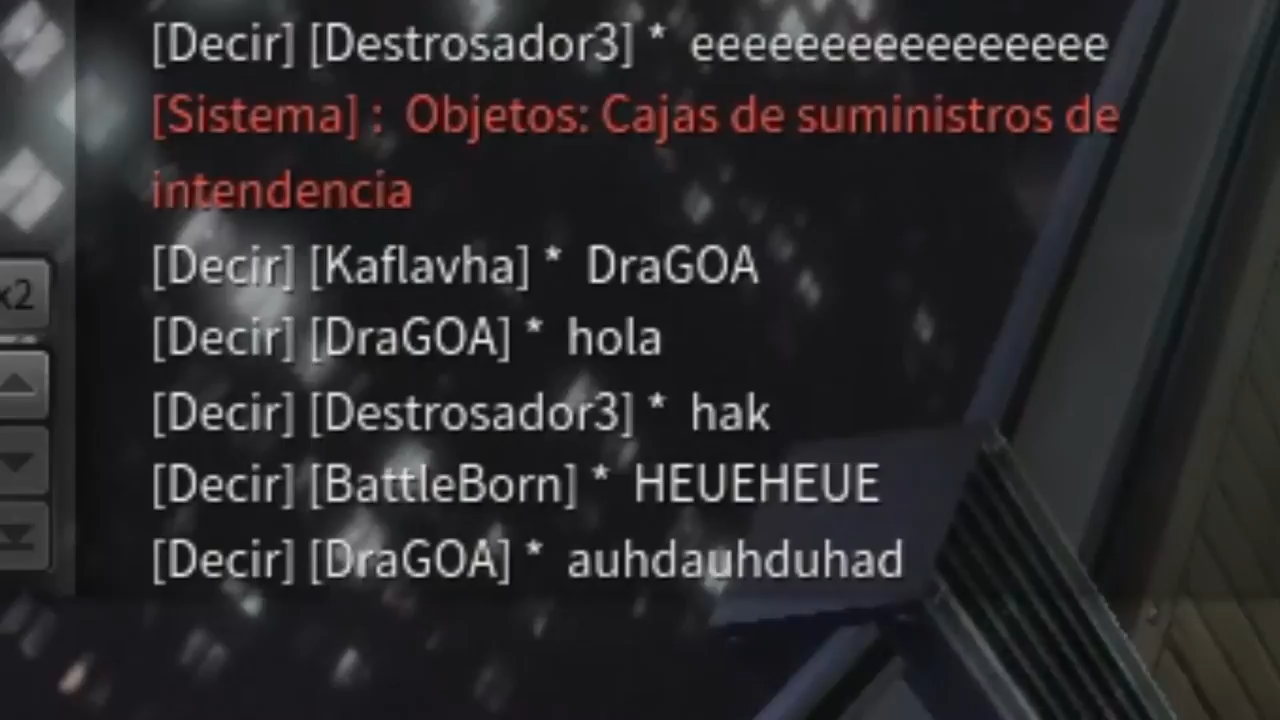 [Decir] [Destrosador3] * eeeeeeeeeeeeeeee
[Sistema] : Objetos: Cajas de suministros de
intendencia
[Decir] [Kaflavha] * DraGOA
x2
[Decir] [DraGOA] * hola
[Decir] [Destrosador3] * hak
[Decir] [BattleBorn] * HEUEHEUE
[Decir] [DraGOA] * auhdauhduhad